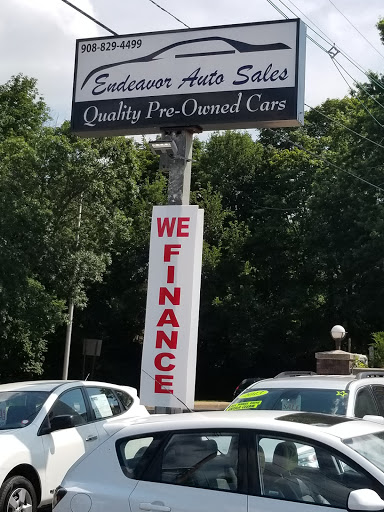 908-829-4499
Endeavor Auto Sales
Quality Pre-Owned Cars
WE
FINANCE